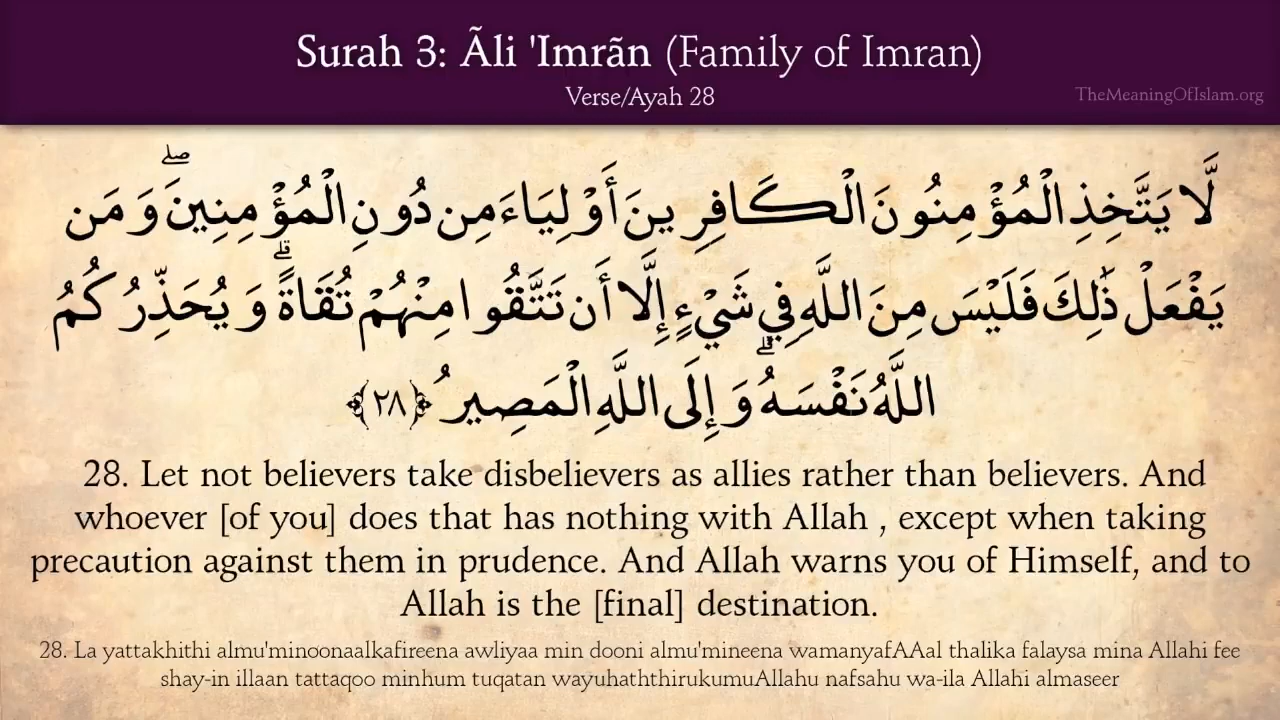 Surah 3: Ãli 'Imrãn (Family of Imran)
Verse/Ayah 28
TheMeaningOfIslam.org
لَّا يَتَّخِذِ الْمُؤْمِنُونَ الْكَافِرِينَ أَوْلِيَاءَ مِن دُونِ الْمُؤْمِنِينَ ۖ وَمَن
يَفْعَلْ ذَٰلِكَ فَلَيْسَ مِنَ اللَّهِ فِي شَيْءٍ إِلَّا أَن تَتَّقُوا مِنْهُمْ تُقَاةً ۗ وَيُحَذِّرُكُمُ
اللَّهُ نَفْسَهُ ۗ وَإِلَى اللَّهِ الْمَصِيرُ ﴿٢٨﴾
28. Let not believers take disbelievers as allies rather than believers. And
whoever [of you] does that has nothing with Allah , except when taking
precaution against them in prudence. And Allah warns you of Himself, and to
Allah is the [final] destination.
28. La yattakhithi almu'minoonaalkafireena awliyaa min dooni almu'mineena wamanyafAAal thalika falaysa mina Allahi fee
shay-in illaan tattaqoo minhum tuqatan wayuhaththirukumuAllahu nafsahu wa-ila Allahi almaseer